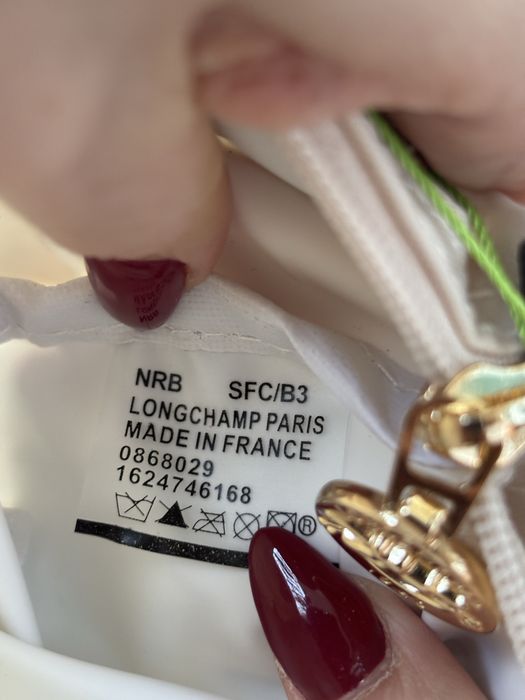 NRB SFC/B3
LONGCHAMP PARIS
MADE IN FRANCE
0868029
1624746168
®